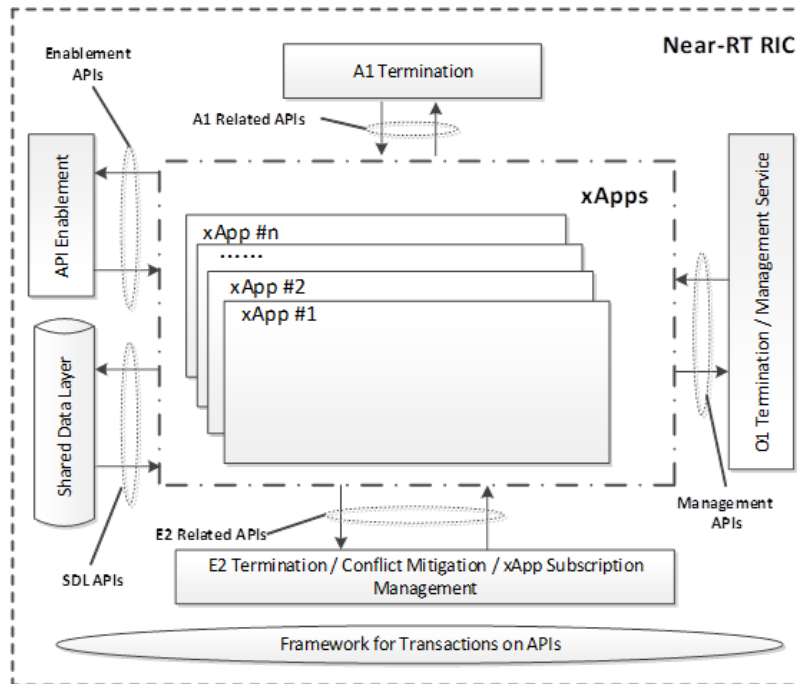 Near-RT RIC
Enablement
APIs
A1 Termination
A1 Related APIs
API Enablement
xApps
xApp #n
......
xApp #2
xApp #1
O1 Termination / Management Service
Shared Data Layer
Management
APIs
E2 Related APIs
SDL APIs
E2 Termination / Conflict Mitigation / xApp Subscription
Management
Framework for Transactions on APIs